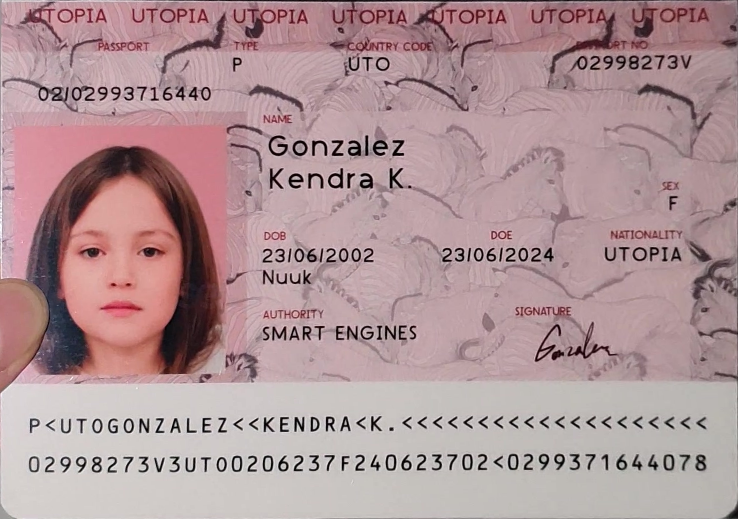 UTOPIA UTOPIA UTOPIA UTOPIA UTOPIA UTOPIA UTOPIA
PASSPORT TYPE COUNTRY CODE PASSPORT NO
P UTO 02998273V
02/02993716440
NAME
Gonzalez
Kendra K.
SEX
F
DOB DOE NATIONALITY
23/06/2002 23/06/2024 UTOPIA
Nuuk
AUTHORITY SIGNATURE
SMART ENGINES Gonzalez
P<UTOGONZALEZ<<KENDRA<K.<<<<<<<<<<<<<<<<<<<<
02998273V3UTO0206237F240623702<0299371644078